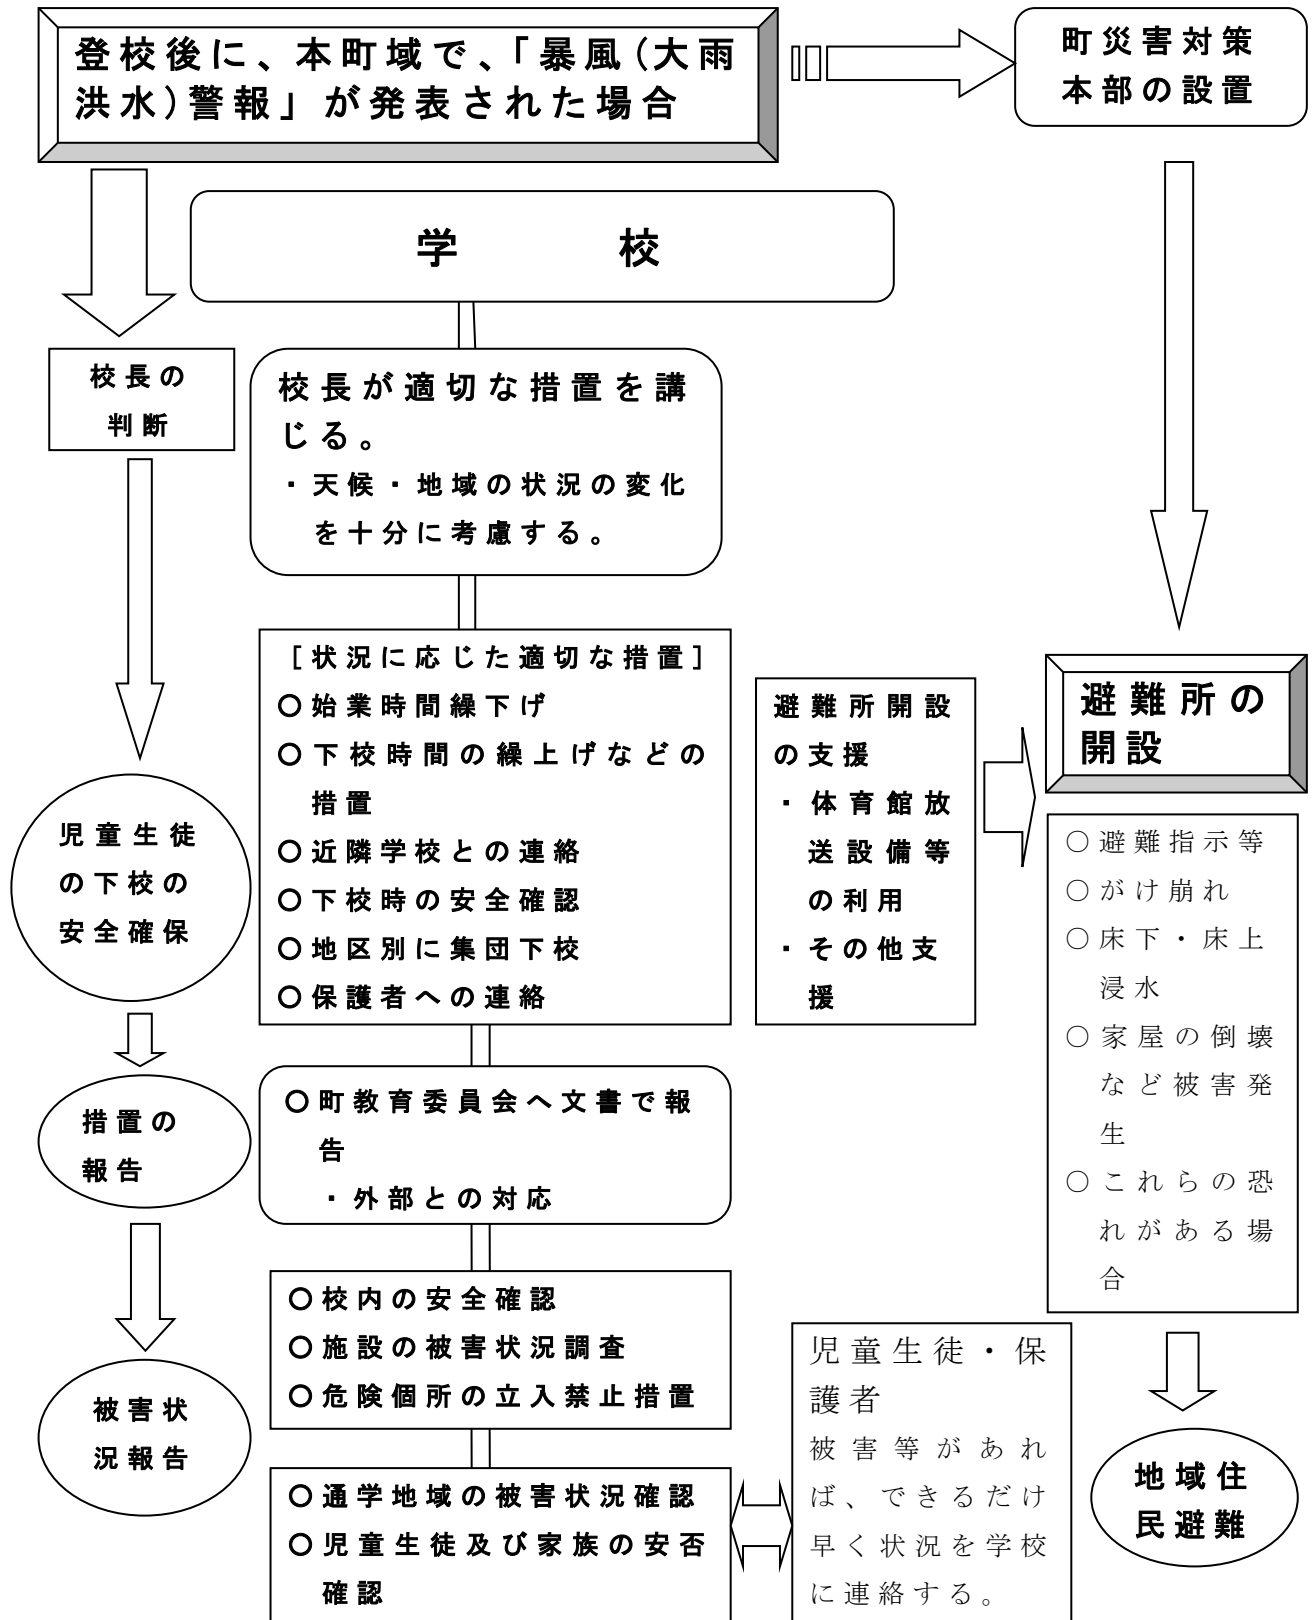 登校後に、本町域で、「暴風(大雨
洪水)警報」が発表された場合
町災害対策
本部の設置
学　　校
校長の
判断
校長が適切な措置を講
じる。
・天候・地域の状況の変化
を十分に考慮する。
[状況に応じた適切な措置]
〇始業時間繰下げ
〇下校時間の繰上げなどの
措置
〇近隣学校との連絡
〇下校時の安全確認
〇地区別に集団下校
〇保護者への連絡
避難所開設
の支援
・体育館放
送設備等
の利用
・その他支
援
避難所の
開設
児童生徒
の下校の
安全確保
〇避難指示等
〇がけ崩れ
〇床下・床上
浸水
〇家屋の倒壊
など被害発
生
〇これらの恐
れがある場
合
措置の
報告
〇町教育委員会へ文書で報
告
・外部との対応
被害状
況報告
〇校内の安全確認
〇施設の被害状況調査
〇危険個所の立入禁止措置
〇通学地域の被害状況確認
〇児童生徒及び家族の安否
確認
児童生徒・保
護者
被害等があれ
ば、できるだけ
早く状況を学校
に連絡する。
地域住
民避難